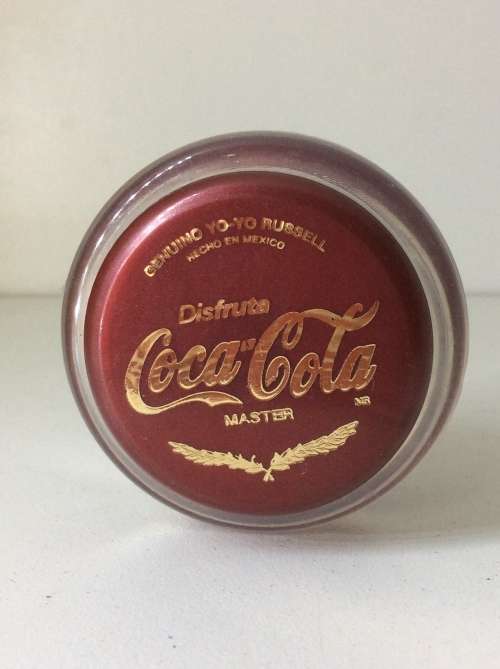 GENUINO YO-YO RUSSELL
HECHO EN MEXICO
Disfruta
Coca-Cola
MASTER
MR